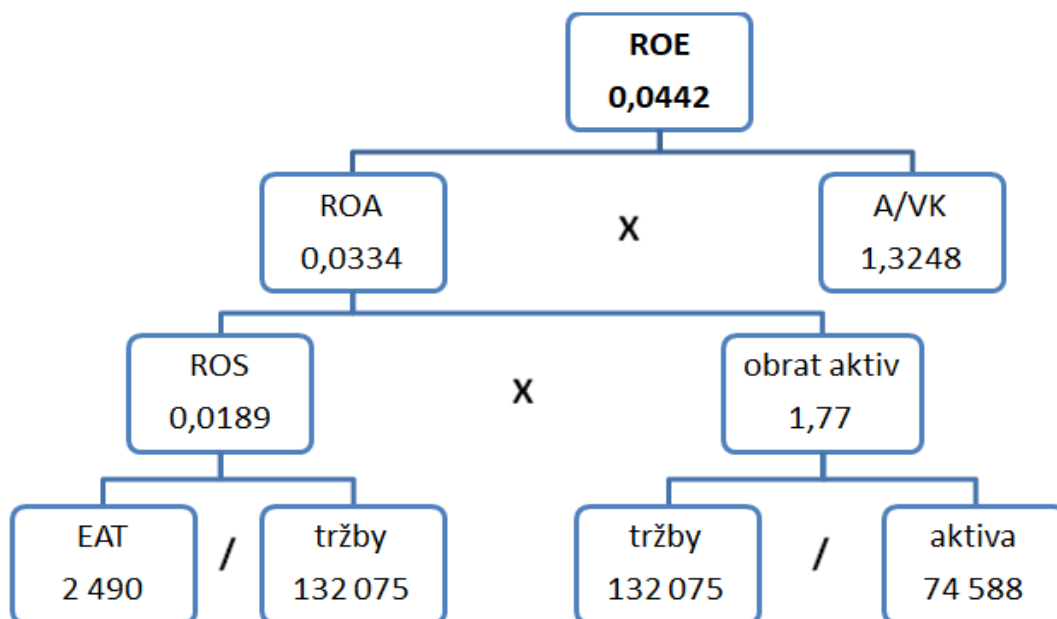 ROE
0,0442
ROA
0,0334
X
A/VK
1,3248
ROS
0,0189
X
obrat aktiv
1,77
EAT
2 490
/
tržby
132 075
tržby
132 075
/
aktiva
74 588